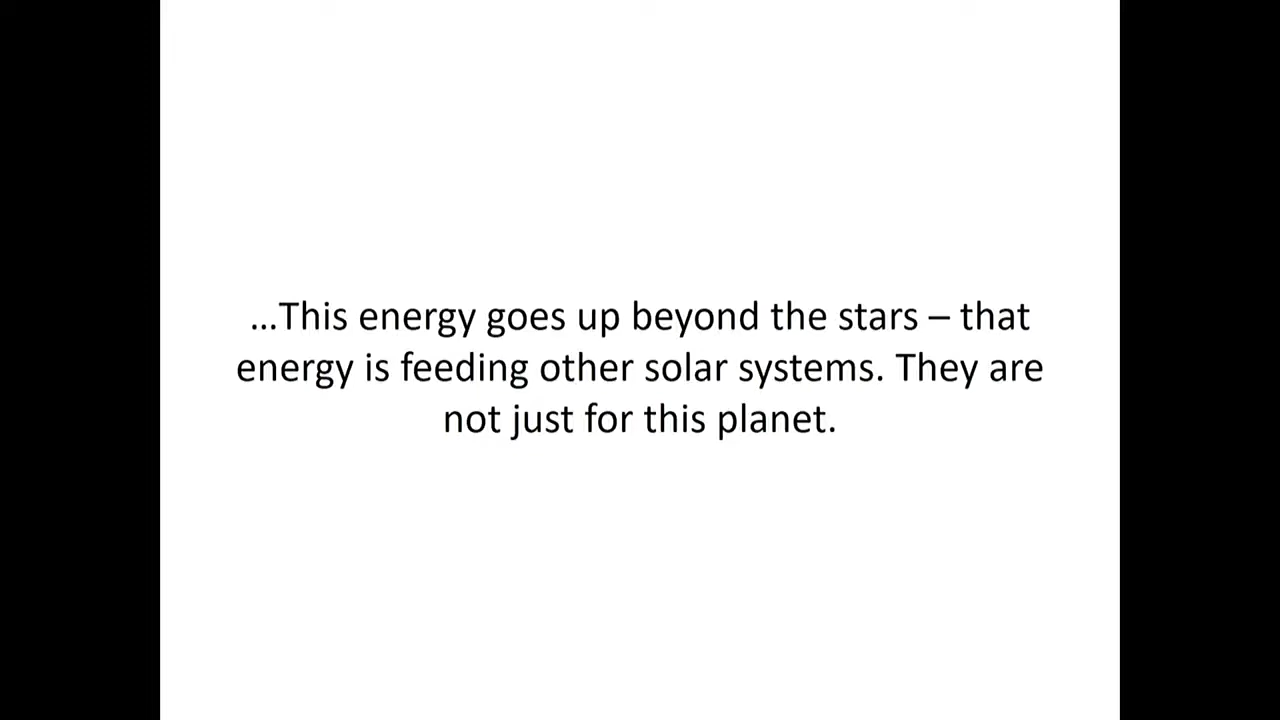 …This energy goes up beyond the stars – that
energy is feeding other solar systems. They are
not just for this planet.